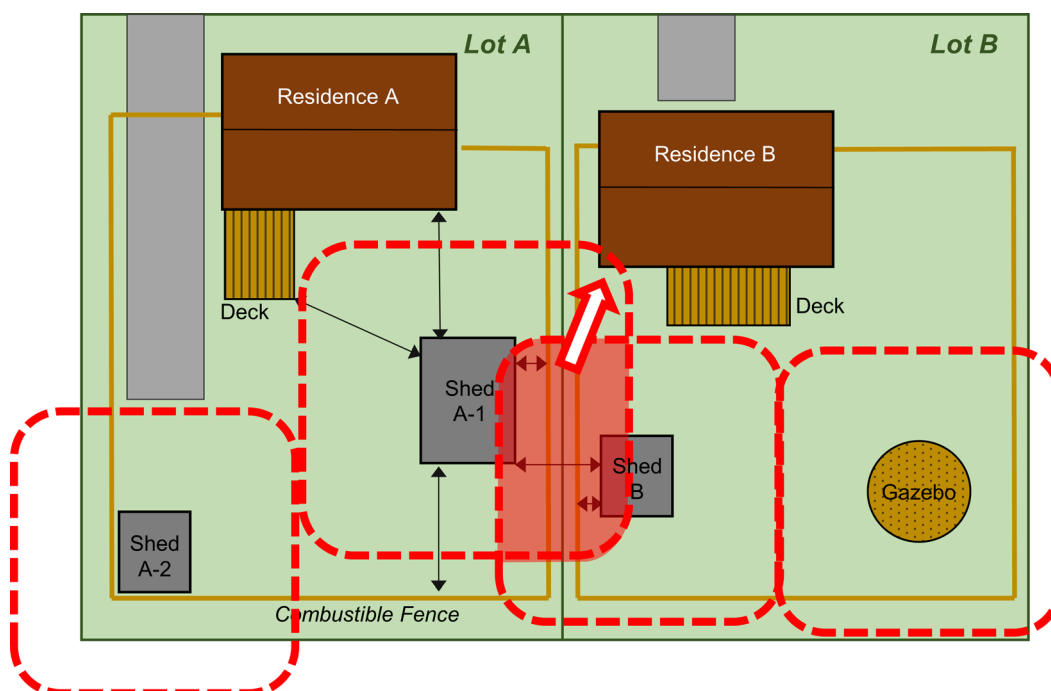 Lot A
Lot B
Residence A
Residence B
Deck
Deck
Shed
A-1
Shed
B
Gazebo
Shed
A-2
Combustible Fence